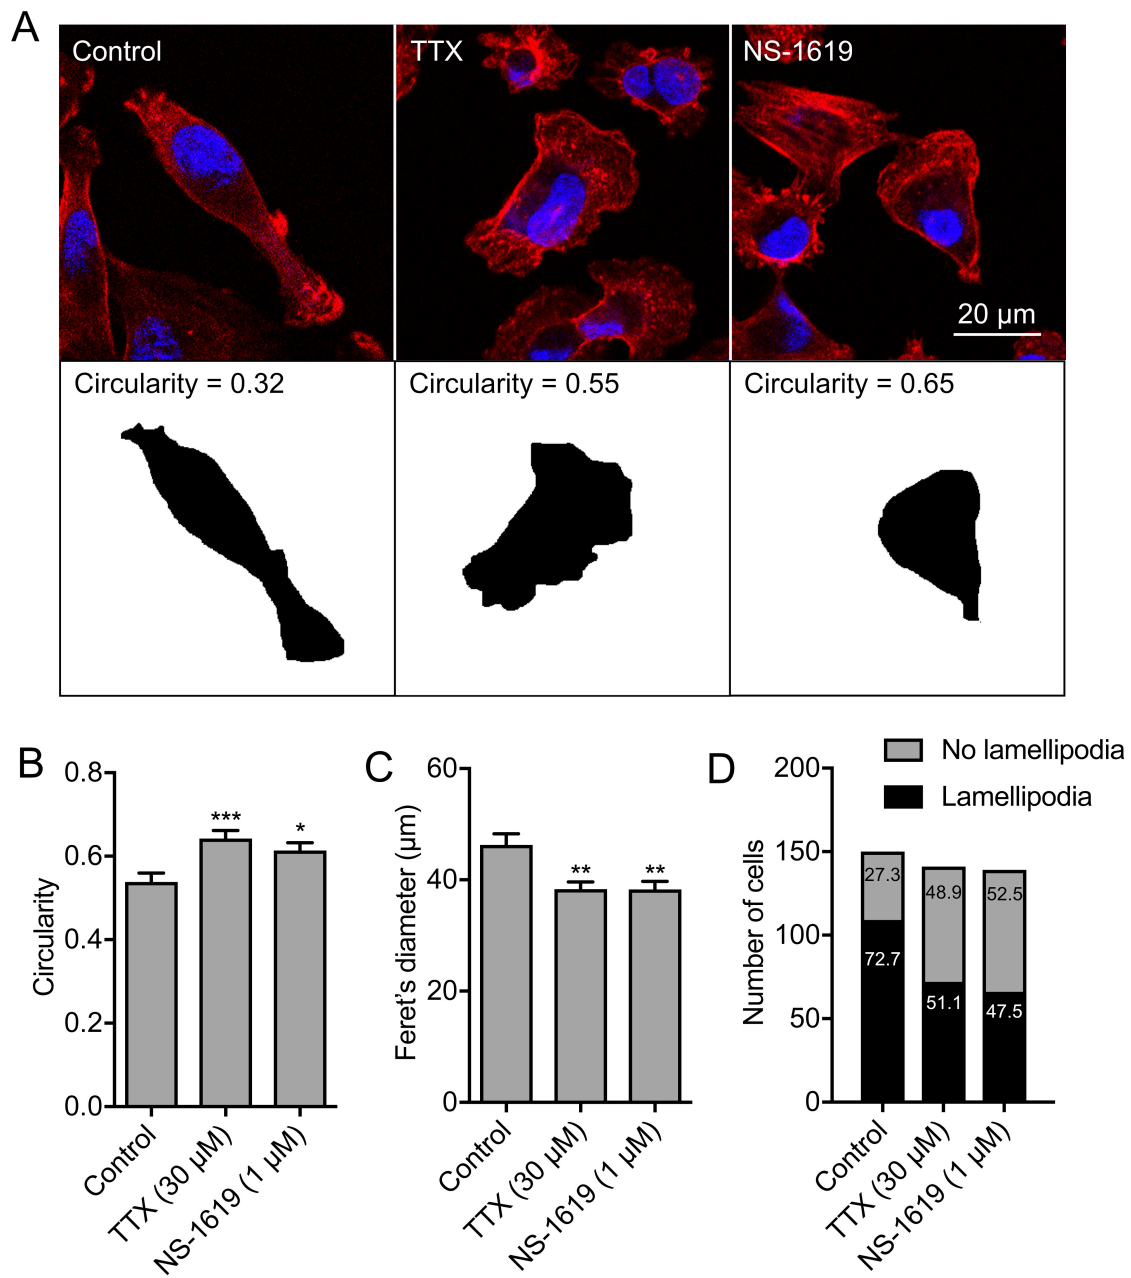 A
Control
TTX
NS-1619
20 µm
Circularity = 0.32
Circularity = 0.55
Circularity = 0.65
B
0.8
0.6
0.4
0.2
0.0
Circularity
***
*
Control
TTX (30 µM)
NS-1619 (1 µM)
C
60
40
20
0
Feret's diameter (µm)
**
**
Control
TTX (30 µM)
NS-1619 (1 µM)
D
No lamellipodia
Lamellipodia
200
150
100
50
0
Number of cells
27.3
48.9
52.5
72.7
51.1
47.5
Control
TTX (30 µM)
NS-1619 (1 µM)